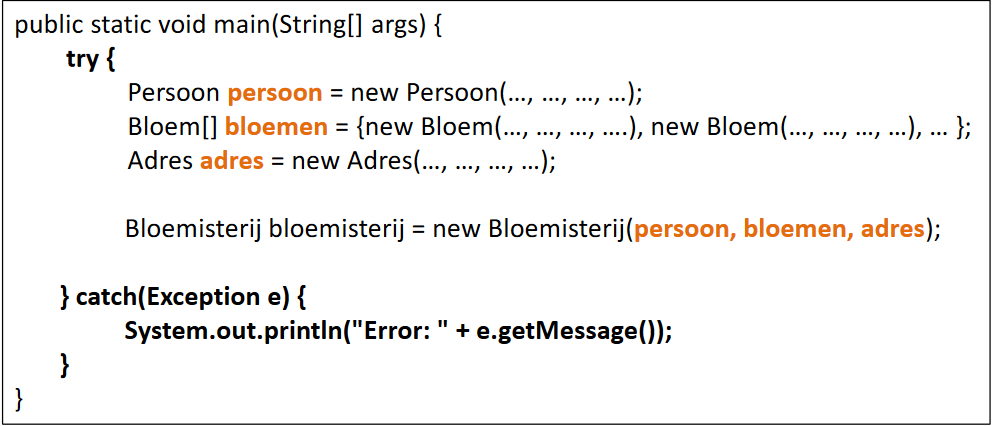 public static void main(String[] args) {
try {
Persoon persoon = new Persoon(…, …, …, …);
Bloem[] bloemen = {new Bloem(…, …, …, ….), new Bloem(…, …, …, …), … };
Adres adres = new Adres(…, …, …, …);
Bloemisterij bloemisterij = new Bloemisterij(persoon, bloemen, adres);
} catch(Exception e) {
System.out.println("Error: " + e.getMessage());
}
}